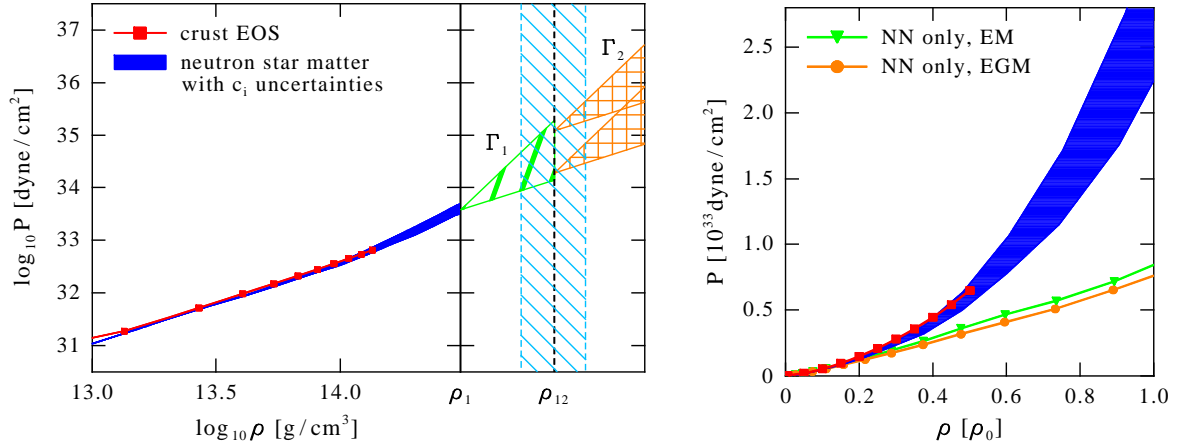 37
36
35
34
33
32
31
log₁₀ P [dyne/cm²]
crust EOS
neutron star matter
with cᵢ uncertainties
Γ₁
Γ₂
13.0
13.5
14.0
ρ₁
ρ₁₂
log₁₀ ρ [g/cm³]
2.5
2.0
1.5
1.0
0.5
0
P [10³³ dyne/cm²]
NN only, EM
NN only, EGM
0
0.2
0.4
0.6
0.8
1.0
ρ [ρ₀]